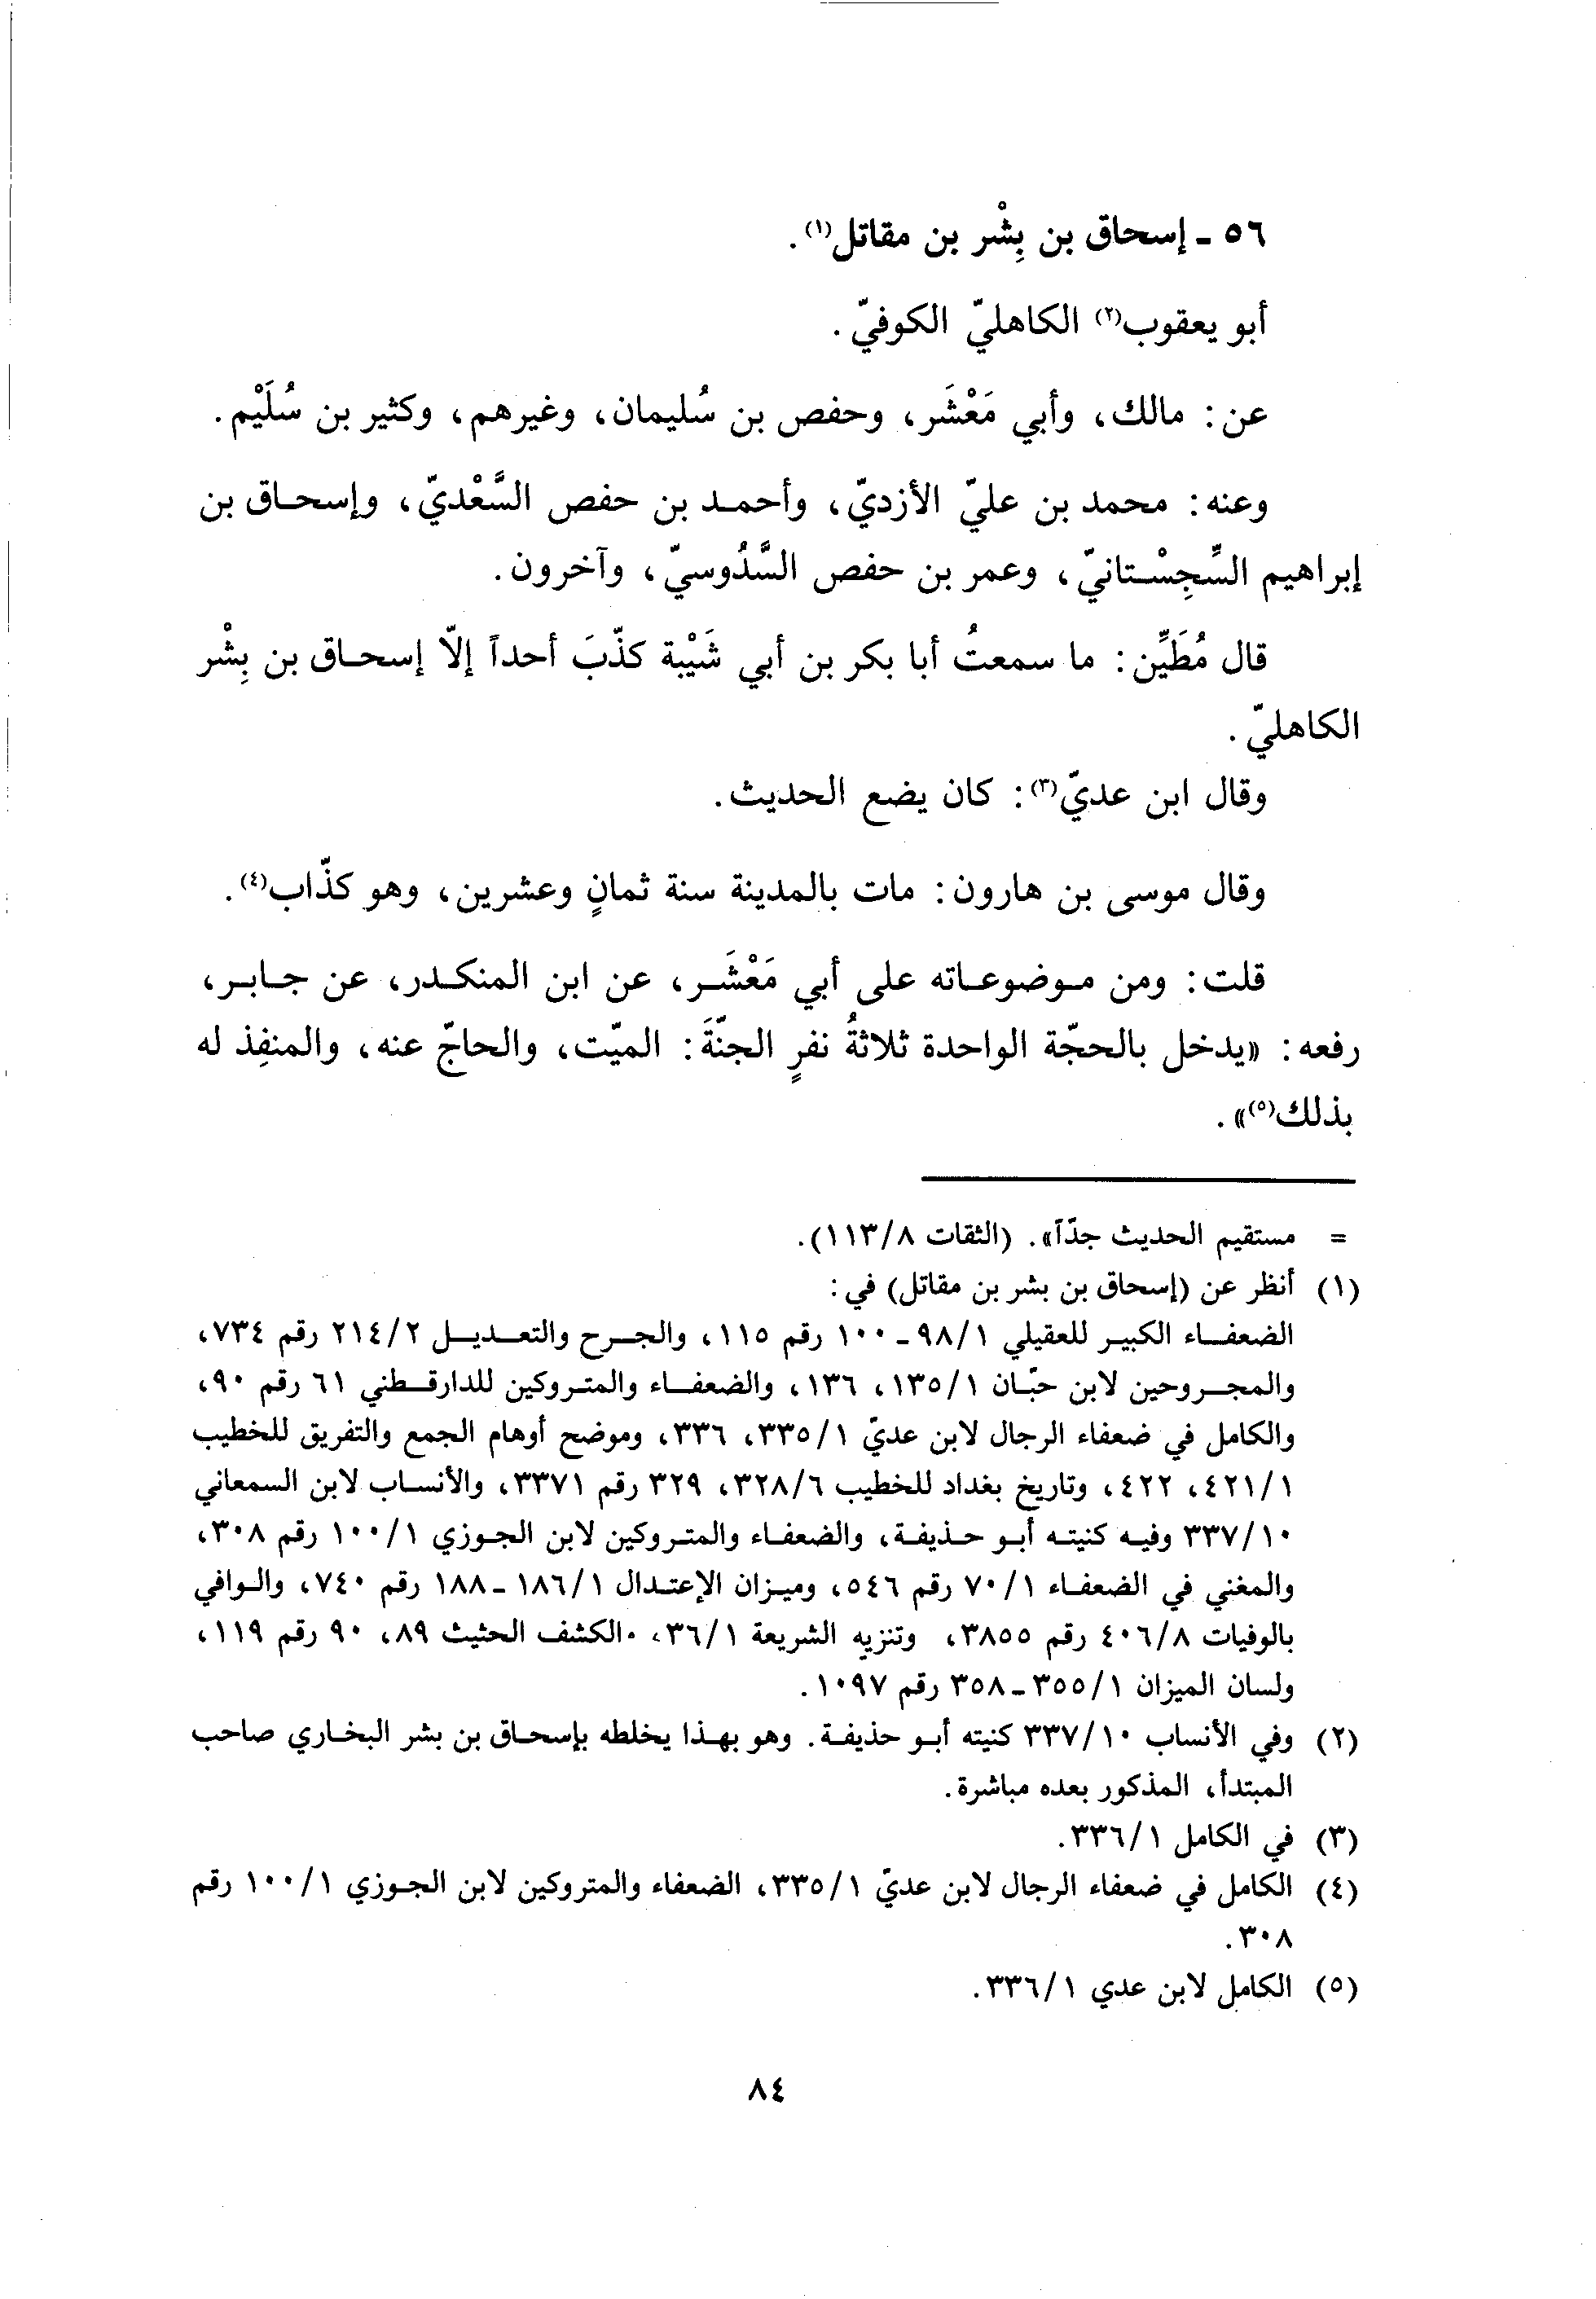 ٥٦ - إسحاق بن بِشْر بن مقاتل(١).
أبو يعقوب(٢) الكاهليّ الكوفيّ.
عن: مالك، وأبي مَعْشَر، وحفص بن سُليمان، وغيرهم، وكثير بن سُلَيْم.
وعنه: محمد بن عليّ الأزديّ، وأحمد بن حفص السَّعْديّ، وإسحاق بن
إبراهيم السِّجِسْتانيّ، وعمر بن حفص السَّدُوسيّ، وآخرون.
قال مُطَيِّن: ما سمعتُ أبا بكر بن أبي شَيْبة كذّبَ أحداً إلّا إسحاق بن بِشْر
الكاهليّ.
وقال ابن عديّ(٣): كان يضع الحديث.
وقال موسى بن هارون: مات بالمدينة سنة ثمانٍ وعشرين، وهو كذّاب(٤).
قلت: ومن موضوعاته على أبي مَعْشَر، عن ابن المنكدر، عن جابر،
رفعه: «يدخل بالحجّة الواحدة ثلاثةُ نفرٍ الجنّةَ: الميّت، والحاجّ عنه، والمنفِذ له
بذلك(٥)».
= مستقيم الحديث جدّاً». (الثقات ١١٣/٨).
(١) أنظر عن (إسحاق بن بشر بن مقاتل) في:
الضعفاء الكبير للعقيلي ٩٨/١ - ١٠٠ رقم ١١٥، والجرح والتعديل ٢١٤/٢ رقم ٧٣٤،
والمجروحين لابن حبّان ١٣٥/١، ١٣٦، والضعفاء والمتروكين للدارقطني ٦١ رقم ٩٠،
والكامل في ضعفاء الرجال لابن عديّ ٣٣٥/١، ٣٣٦، وموضح أوهام الجمع والتفريق للخطيب
٤٢١/١، ٤٢٢، وتاريخ بغداد للخطيب ٣٢٨/٦، ٣٢٩ رقم ٣٣٧١، والأنساب لابن السمعاني
٣٣٧/١٠ وفيه كنيته أبو حذيفة، والضعفاء والمتروكين لابن الجوزي ١٠٠/١ رقم ٣٠٨،
والمغني في الضعفاء ٧٠/١ رقم ٥٤٦، وميزان الإعتدال ١٨٦/١ - ١٨٨ رقم ٧٤٠، والوافي
بالوفيات ٤٠٦/٨ رقم ٣٨٥٥، وتنزيه الشريعة ٣٦/١، الكشف الحثيث ٨٩، ٩٠ رقم ١١٩،
ولسان الميزان ٣٥٥/١ - ٣٥٨ رقم ١٠٩٧.
(٢) وفي الأنساب ٣٣٧/١٠ كنيته أبو حذيفة. وهو بهذا يخلطه بإسحاق بن بشر البخاري صاحب
المبتدأ، المذكور بعده مباشرة.
(٣) في الكامل ٣٣٦/١.
(٤) الكامل في ضعفاء الرجال لابن عديّ ٣٣٥/١، الضعفاء والمتروكين لابن الجوزي ١٠٠/١ رقم
٣٠٨.
(٥) الكامل لابن عدي ٣٣٦/١.
٨٤